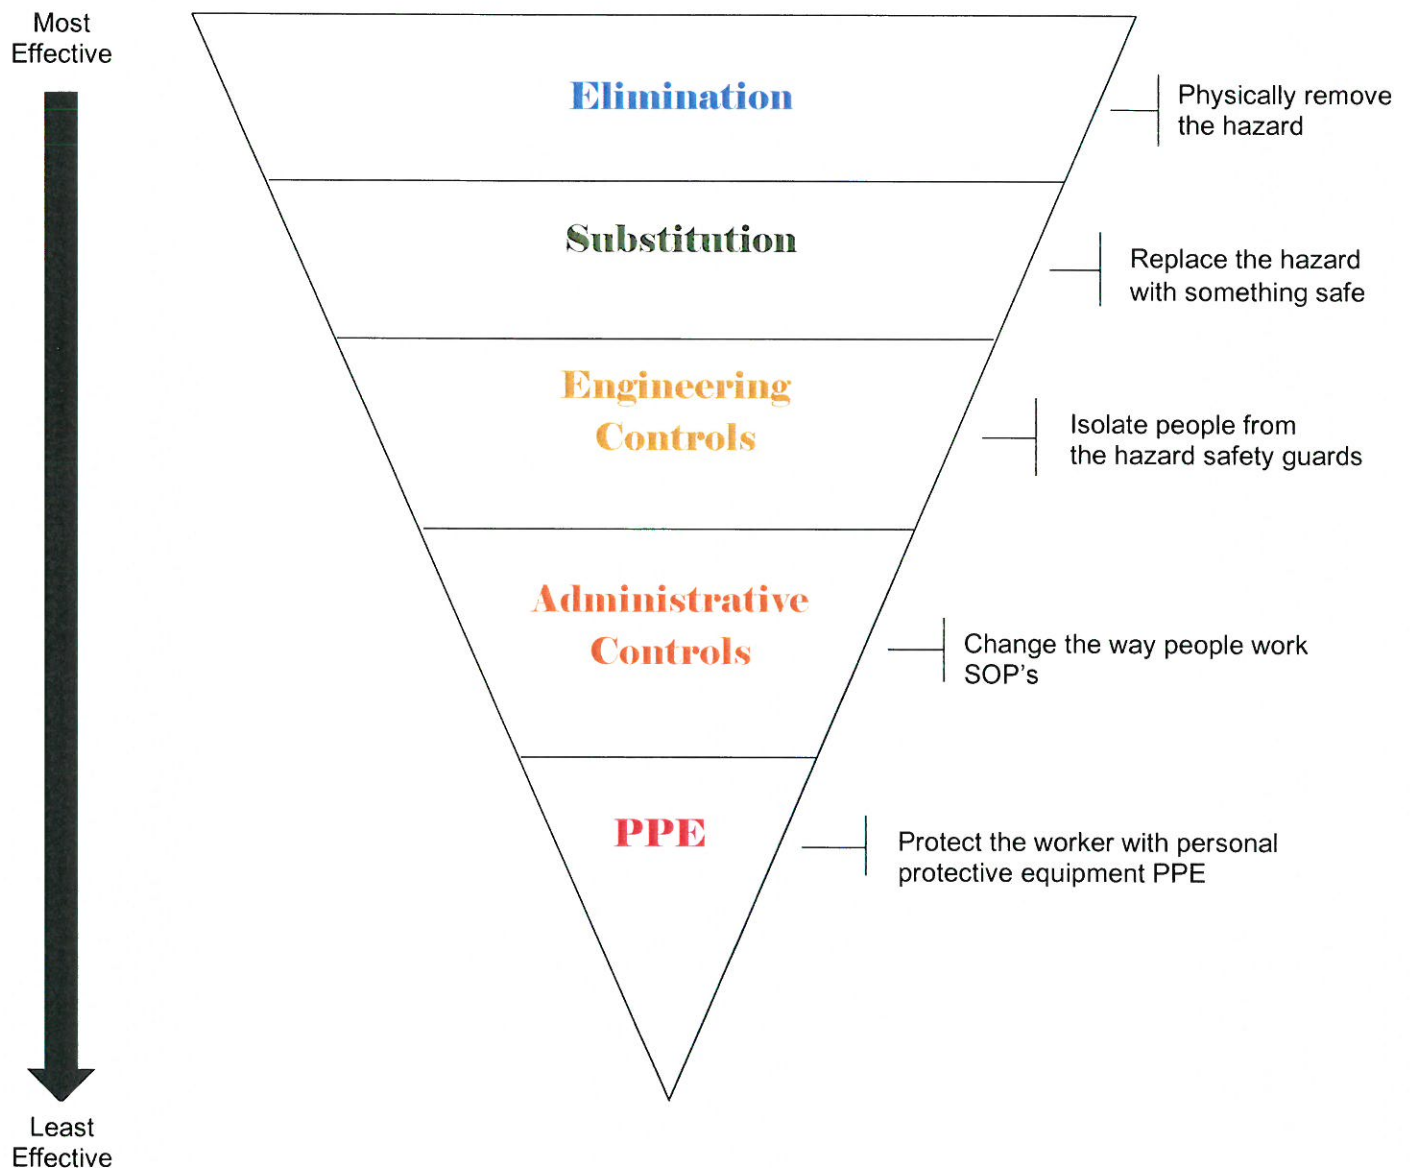 Most
Effective
Elimination
Physically remove
the hazard
Substitution
Replace the hazard
with something safe
Engineering
Controls
Isolate people from
the hazard safety guards
Administrative
Controls
Change the way people work
SOP's
PPE
Protect the worker with personal
protective equipment PPE
Least
Effective